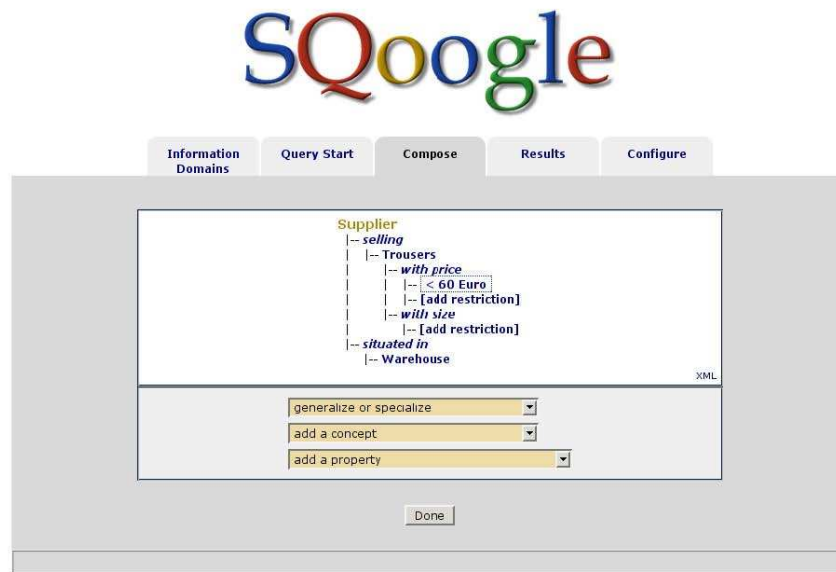 SQoogle
Information Domains
Query Start
Compose
Results
Configure
Supplier
|-- selling
| |-- Trousers
| |-- with price
| | |-- < 60 Euro
| | |-- [add restriction]
| |-- with size
| |-- [add restriction]
|-- situated in
|-- Warehouse
XML
generalize or specialize
add a concept
add a property
Done